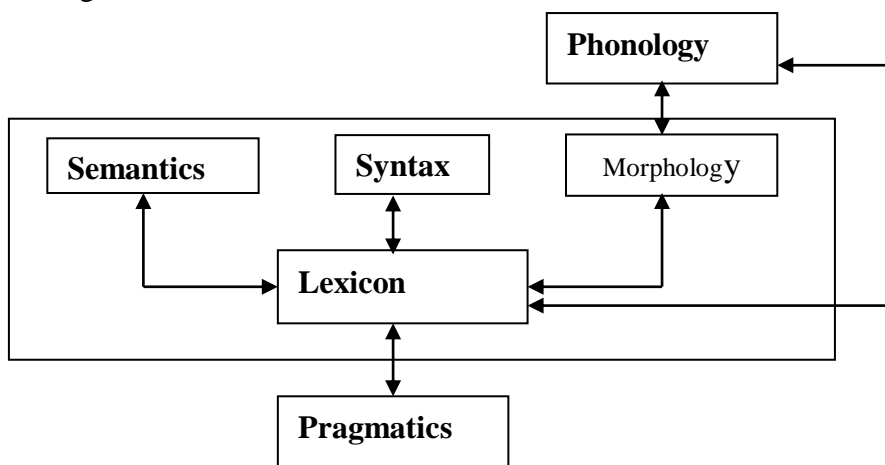 Phonology
Semantics
Syntax
Morphology
Lexicon
Pragmatics